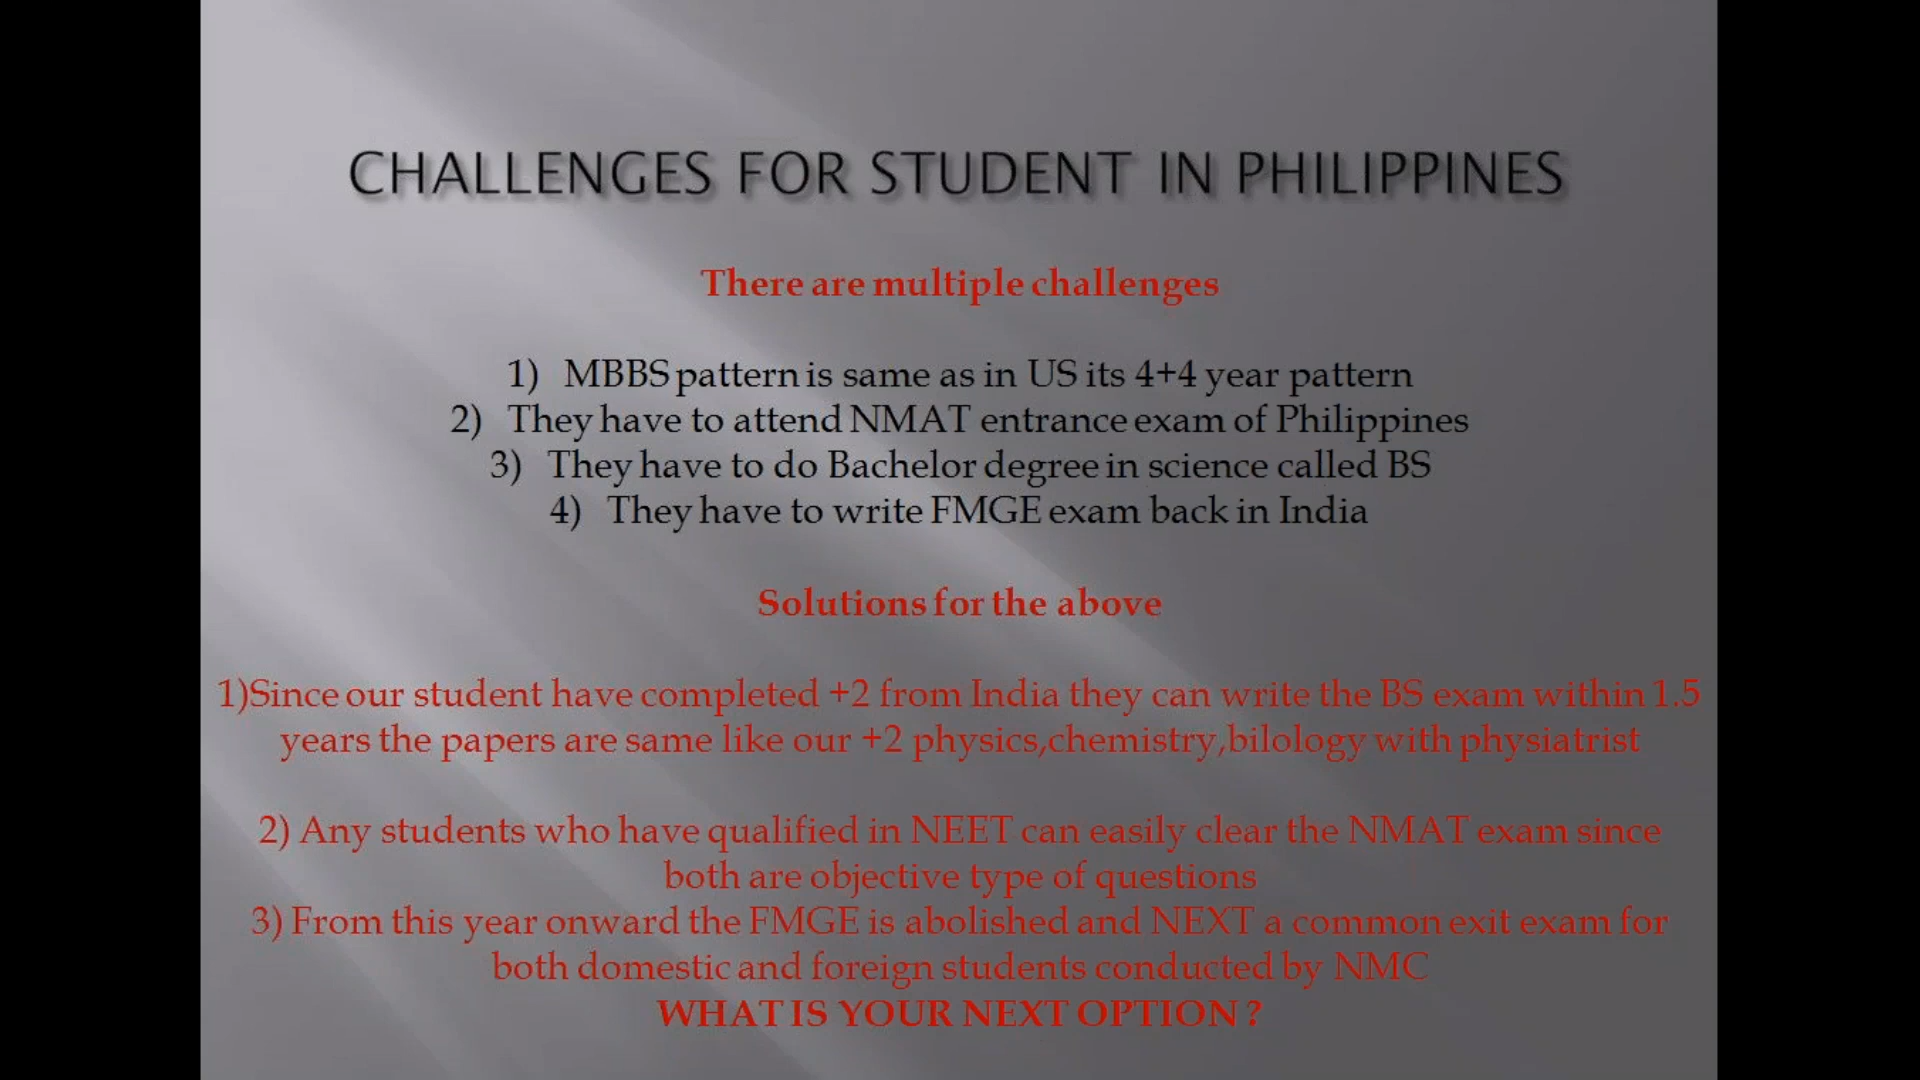 CHALLENGES FOR STUDENT IN PHILIPPINES
There are multiple challenges
1) MBBS pattern is same as in US its 4+4 year pattern
2) They have to attend NMAT entrance exam of Philippines
3) They have to do Bachelor degree in science called BS
4) They have to write FMGE exam back in India
Solutions for the above
1)Since our student have completed +2 from India they can write the BS exam within 1.5
years the papers are same like our +2 physics,chemistry,bilology with physiatrist
2) Any students who have qualified in NEET can easily clear the NMAT exam since
both are objective type of questions
3) From this year onward the FMGE is abolished and NEXT a common exit exam for
both domestic and foreign students conducted by NMC
WHAT IS YOUR NEXT OPTION ?